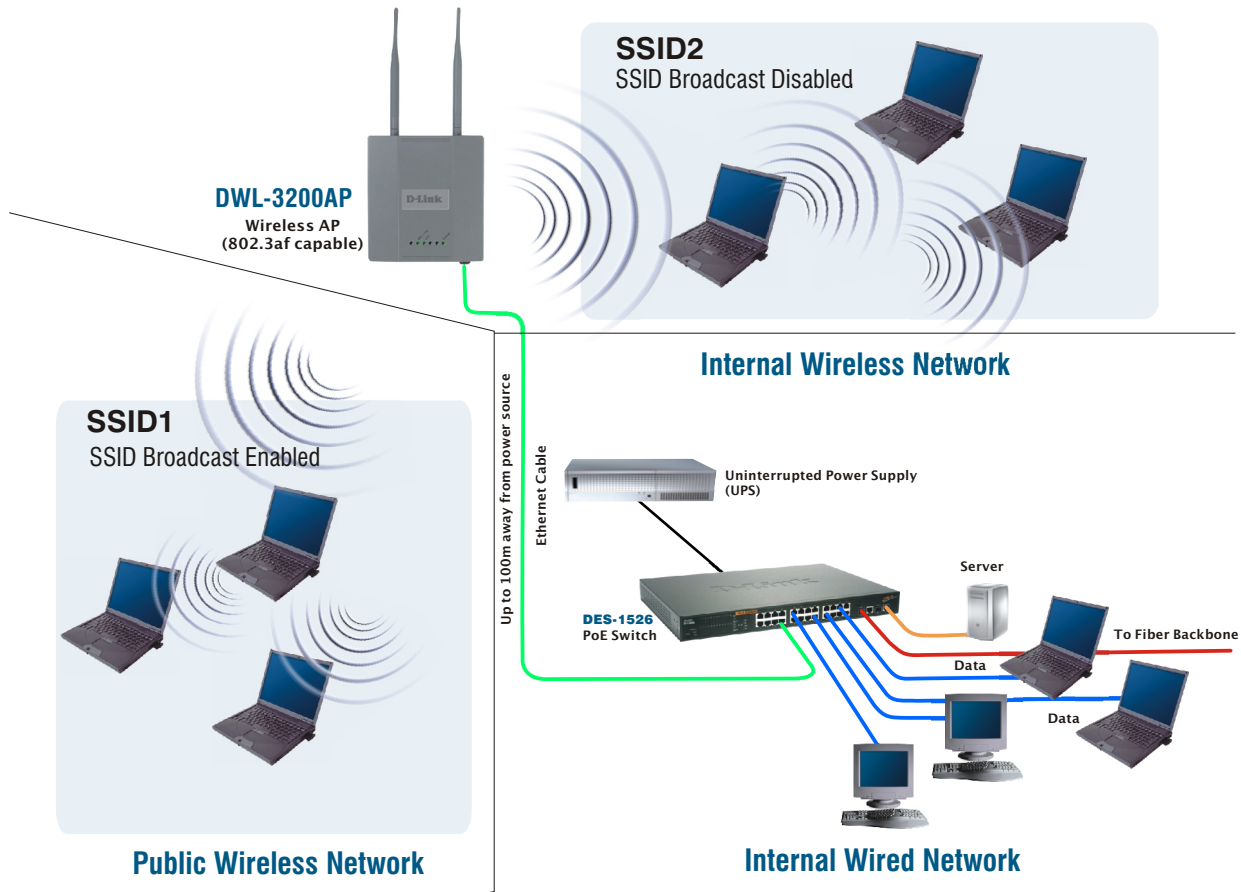 SSID2
SSID Broadcast Disabled
D-Link
DWL-3200AP
Wireless AP
(802.3af capable)
Internal Wireless Network
SSID1
SSID Broadcast Enabled
Up to 100m away from power source
Ethernet Cable
Uninterrupted Power Supply
(UPS)
D-Link
DES-1526
PoE Switch
Server
To Fiber Backbone
Data
Data
Public Wireless Network
Internal Wired Network